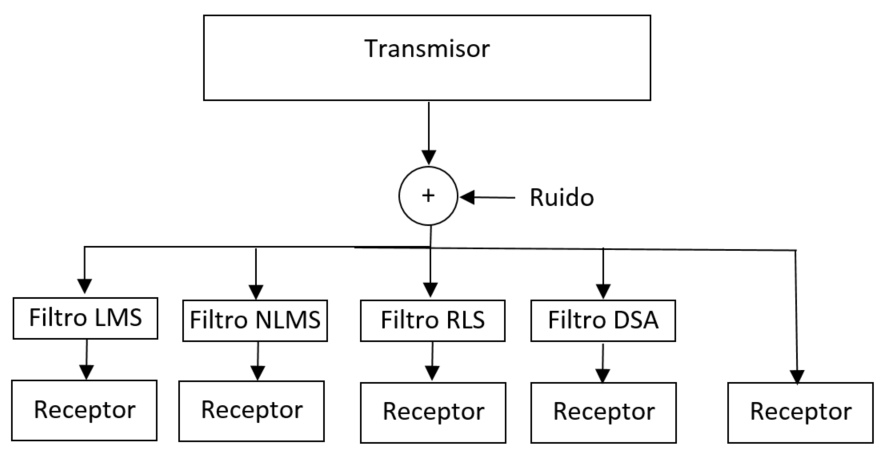 Transmisor
+
Ruido
Filtro LMS
Filtro NLMS
Filtro RLS
Filtro DSA
Receptor
Receptor
Receptor
Receptor
Receptor